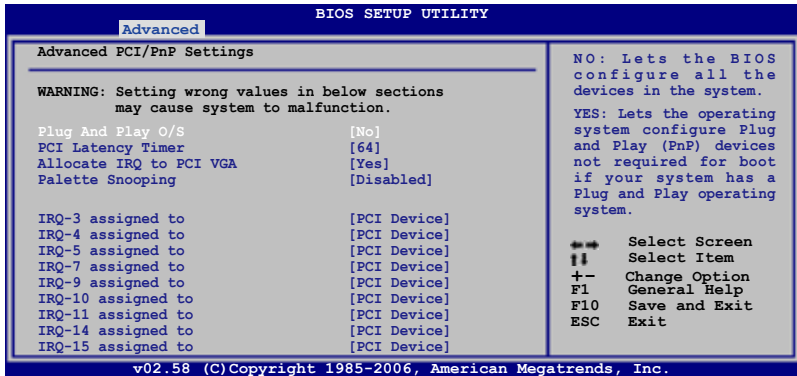 BIOS SETUP UTILITY
Advanced
Advanced PCI/PnP Settings
WARNING: Setting wrong values in below sections
may cause system to malfunction.
Plug And Play O/S [No]
PCI Latency Timer [64]
Allocate IRQ to PCI VGA [Yes]
Palette Snooping [Disabled]
IRQ-3 assigned to [PCI Device]
IRQ-4 assigned to [PCI Device]
IRQ-5 assigned to [PCI Device]
IRQ-7 assigned to [PCI Device]
IRQ-9 assigned to [PCI Device]
IRQ-10 assigned to [PCI Device]
IRQ-11 assigned to [PCI Device]
IRQ-14 assigned to [PCI Device]
IRQ-15 assigned to [PCI Device]
NO: Lets the BIOS
configure all the
devices in the system.
YES: Lets the operating
system configure Plug
and Play (PnP) devices
not required for boot
if your system has a
Plug and Play operating
system.
←→ Select Screen
↑↓ Select Item
+- Change Option
F1 General Help
F10 Save and Exit
ESC Exit
v02.58 (C)Copyright 1985-2006, American Megatrends, Inc.